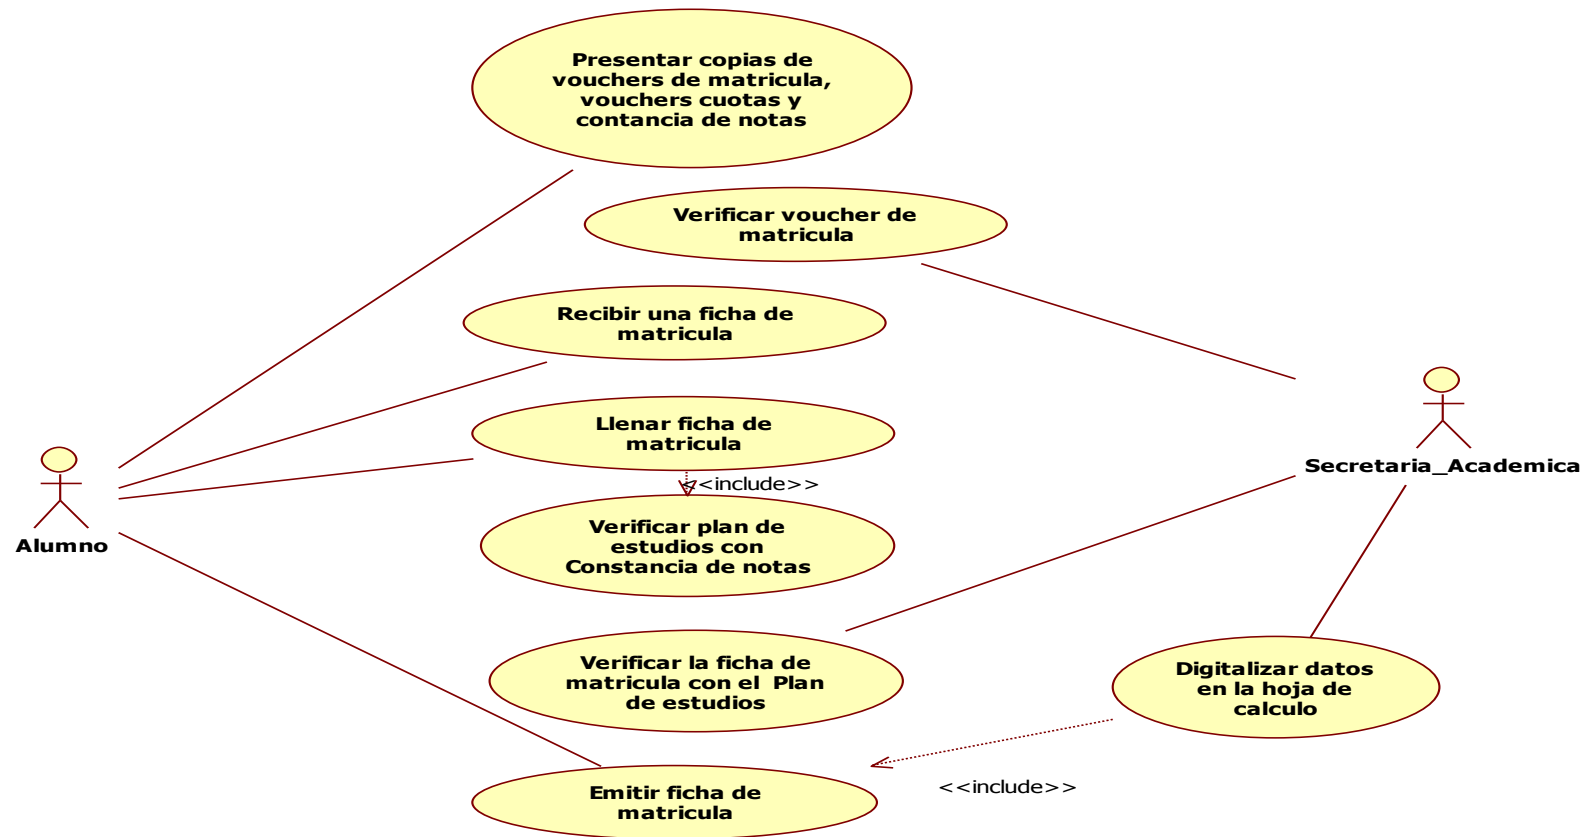 Presentar copias de
vouchers de matricula,
vouchers cuotas y
contancia de notas
Verificar voucher de
matricula
Recibir una ficha de
matricula
Llenar ficha de
matricula
<<include>>
Verificar plan de
estudios con
Constancia de notas
Alumno
Secretaria_Academica
Verificar la ficha de
matricula con el Plan
de estudios
Digitalizar datos
en la hoja de
calculo
<<include>>
Emitir ficha de
matricula